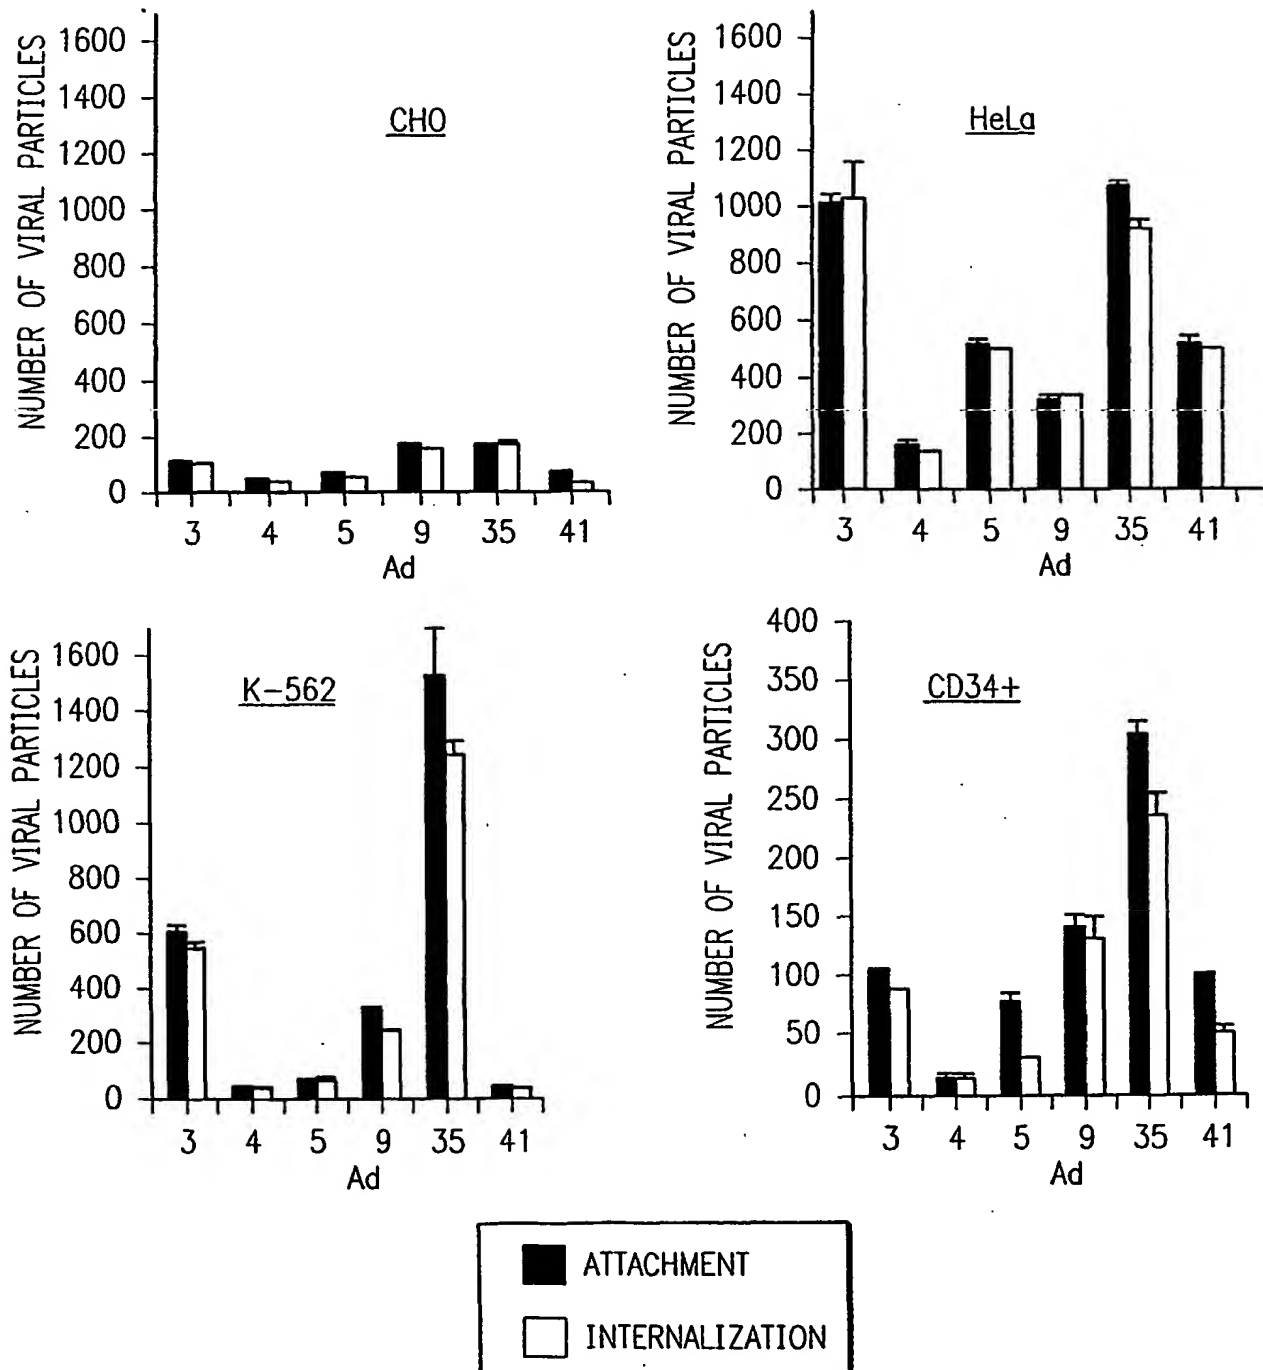 CHO
NUMBER OF VIRAL PARTICLES
1600
1400
1200
1000
800
600
400
200
0
3 4 5 9 35 41
Ad
HeLa
NUMBER OF VIRAL PARTICLES
1600
1400
1200
1000
800
600
400
200
0
3 4 5 9 35 41
Ad
K-562
NUMBER OF VIRAL PARTICLES
1600
1400
1200
1000
800
600
400
200
0
3 4 5 9 35 41
Ad
CD34+
NUMBER OF VIRAL PARTICLES
400
350
300
250
200
150
100
50
0
3 4 5 9 35 41
Ad
ATTACHMENT
INTERNALIZATION